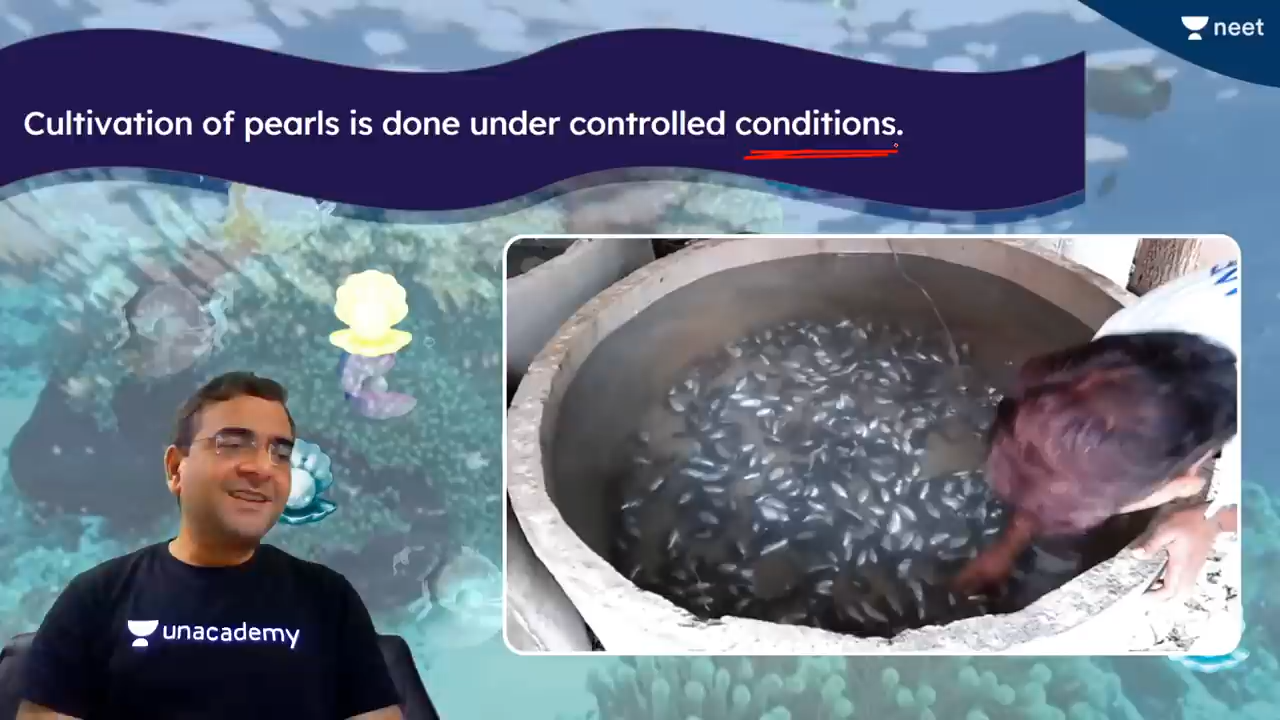 neet
Cultivation of pearls is done under controlled conditions.
unacademy